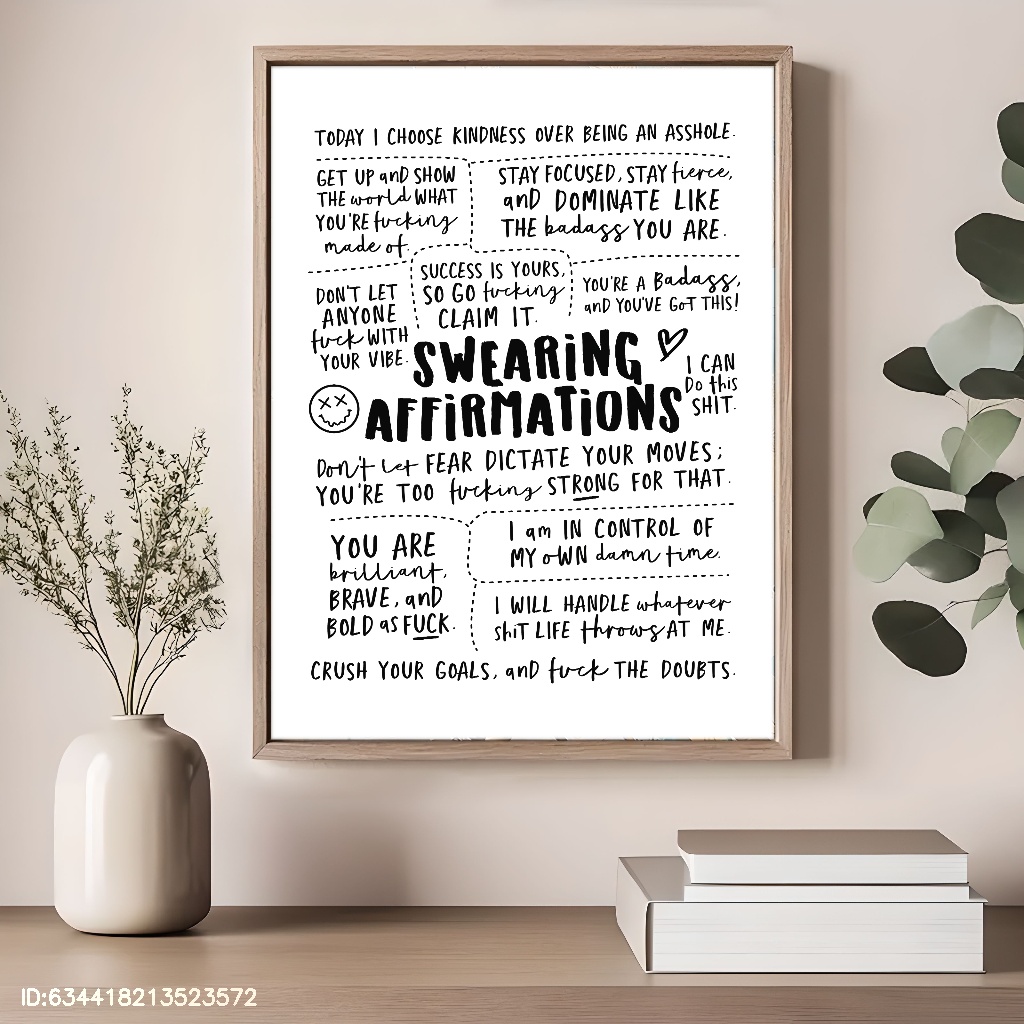 TODAY I CHOOSE KINDNESS OVER BEING AN ASSHOLE.
GET UP and SHOW
THE world WHAT
YOU'RE fucking
made of.
STAY FOCUSED, STAY fierce,
and DOMINATE LIKE
THE badass YOU ARE.
DON'T LET
ANYONE
fuck WITH
YOUR VIBE.
SUCCESS IS YOURS,
SO GO fucking
CLAIM IT.
YOU'RE A Badass,
and YOU'VE GoT THIS!
SWEARiNG
AFFiRMATiONS
I CAN
Do this
SHIT.
Don't let FEAR DICTATE YOUR MOVES;
YOU'RE TOO fucking STRONG FOR THAT.
YOU ARE
brilliant,
BRAVE, and
BOLD as FUCK.
I am IN CONTROL OF
MY oWN damn time.
I WILL HANDLE whatever
shiT LIFE throws AT ME.
CRUSH YOUR GOALS, and fuck THE DOUBTS.
ID:634418213523572